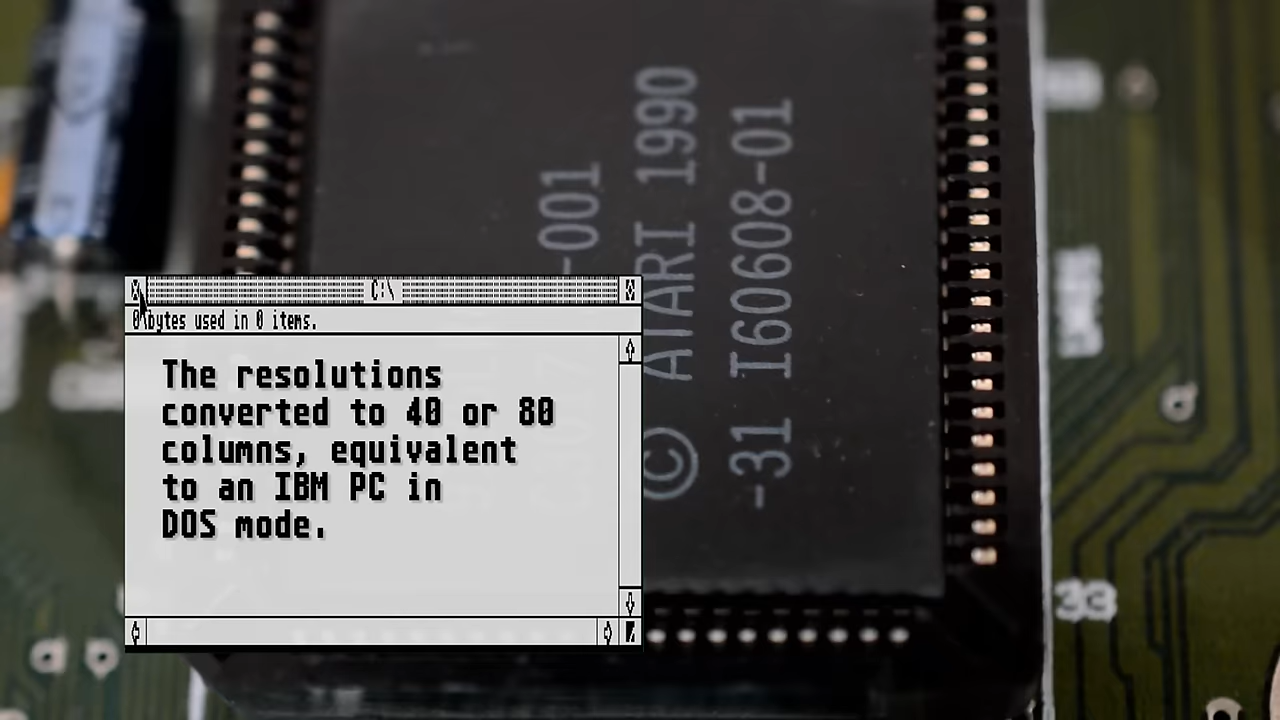 C:\
0 bytes used in 0 items.
The resolutions
converted to 40 or 80
columns, equivalent
to an IBM PC in
DOS mode.
-001
© ATARI 1990
-31 I60608-01
33